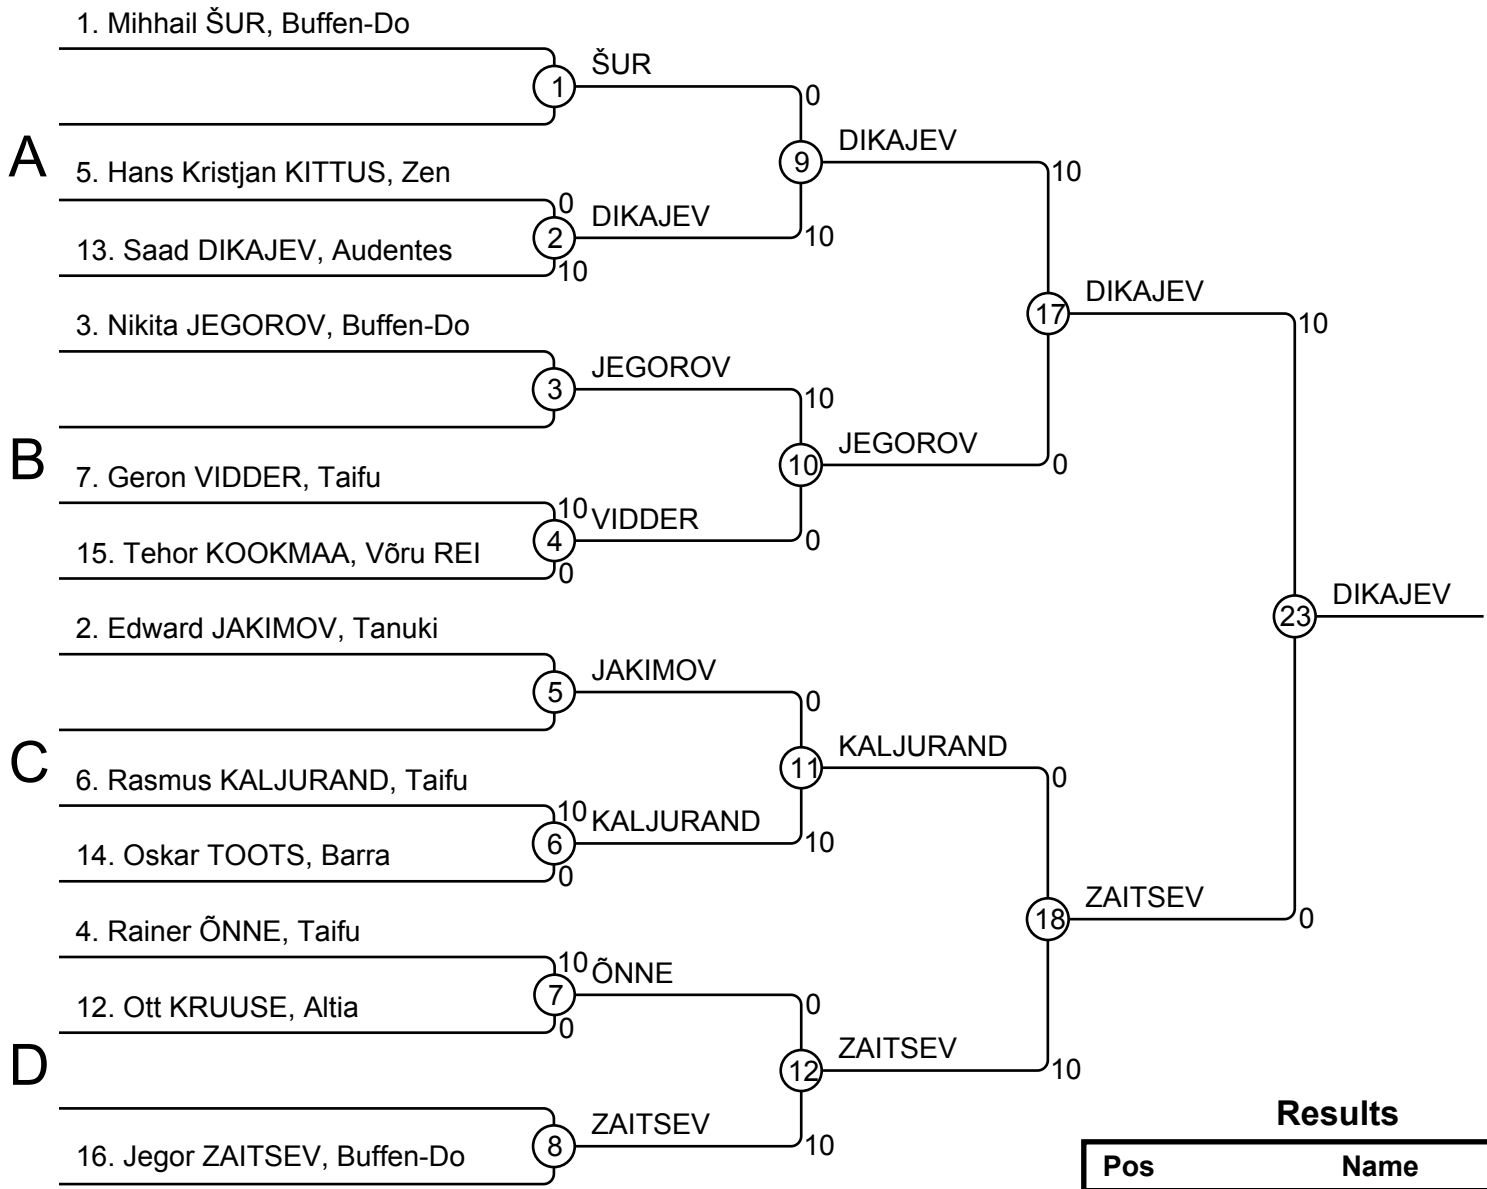 1. Mihhail ŠUR, Buffen-Do
ŠUR
1
0
A
DIKAJEV
9
10
5. Hans Kristjan KITTUS, Zen
0
DIKAJEV
2
10
13. Saad DIKAJEV, Audentes
10
DIKAJEV
17
10
3. Nikita JEGOROV, Buffen-Do
JEGOROV
3
10
B
JEGOROV
10
0
7. Geron VIDDER, Taifu
10
VIDDER
4
0
15. Tehor KOOKMAA, Võru REI
0
DIKAJEV
23
2. Edward JAKIMOV, Tanuki
JAKIMOV
5
0
C
KALJURAND
11
0
6. Rasmus KALJURAND, Taifu
10
KALJURAND
6
10
14. Oskar TOOTS, Barra
0
ZAITSEV
18
0
4. Rainer ÕNNE, Taifu
10
ÕNNE
7
0
12. Ott KRUUSE, Altia
0
D
ZAITSEV
12
10
ZAITSEV
8
10
16. Jegor ZAITSEV, Buffen-Do
Results
Pos Name